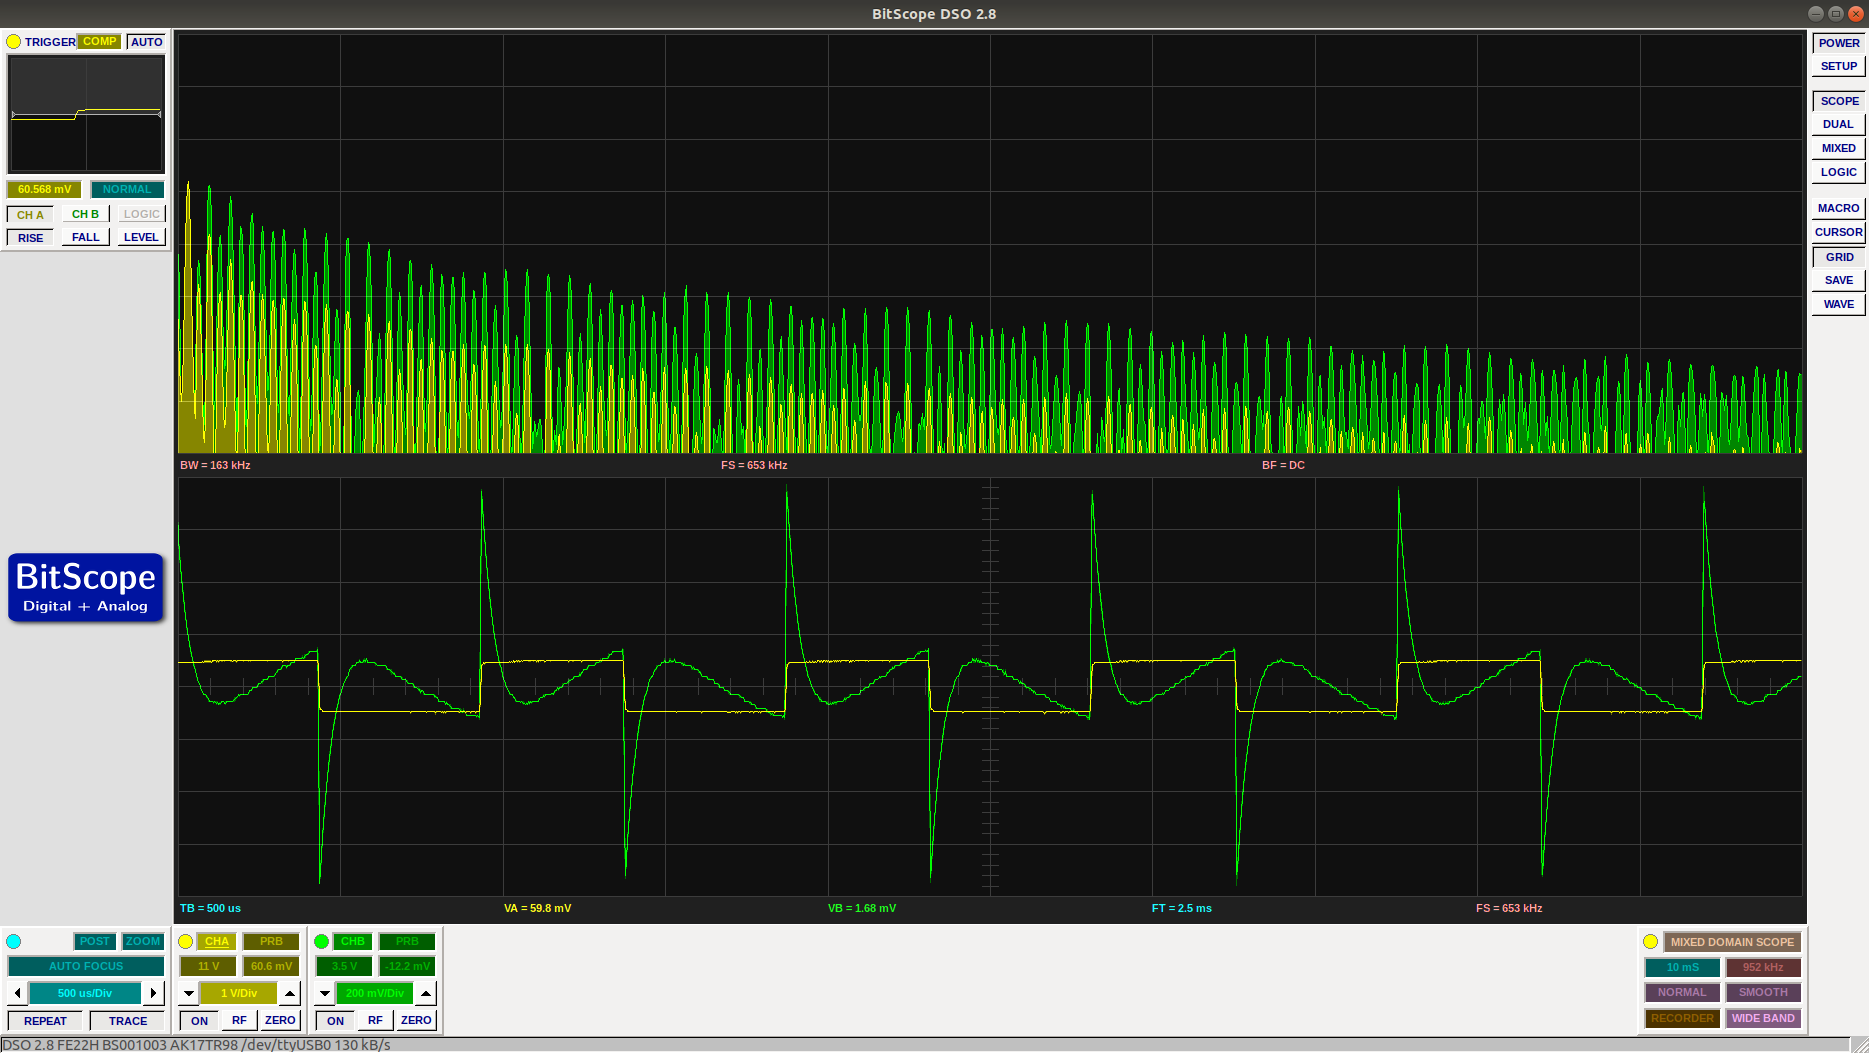 BitScope DSO 2.8
TRIGGER COMP AUTO
60.568 mV NORMAL
CH A CH B LOGIC
RISE FALL LEVEL
BitScope
Digital + Analog
POWER
SETUP
SCOPE
DUAL
MIXED
LOGIC
MACRO
CURSOR
GRID
SAVE
WAVE
BW = 163 kHz FS = 653 kHz BF = DC
TB = 500 us VA = 59.8 mV VB = 1.68 mV FT = 2.5 ms FS = 653 kHz
POST ZOOM
AUTO FOCUS
500 us/Div
REPEAT TRACE
CHA PRB
11 V 60.6 mV
1 V/Div
ON RF ZERO
CHB PRB
3.5 V -12.2 mV
200 mV/Div
ON RF ZERO
MIXED DOMAIN SCOPE
10 mS 952 kHz
NORMAL SMOOTH
RECORDER WIDE BAND
DSO 2.8 FE22H BS001003 AK17TR98 /dev/ttyUSB0 130 kB/s